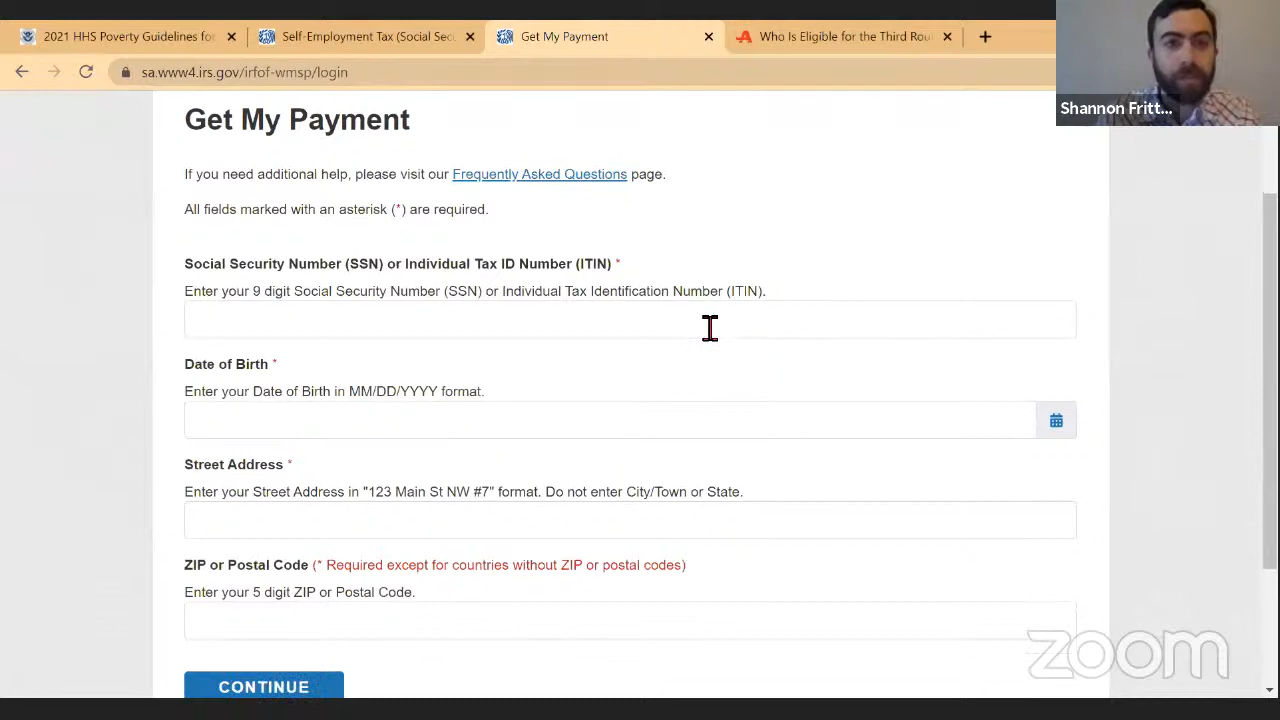 2021 HHS Poverty Guidelines for
Self-Employment Tax (Social Secu
Get My Payment
Who Is Eligible for the Third Rou
sa.www4.irs.gov/irfof-wmsp/login
Shannon Fritt...
Get My Payment
If you need additional help, please visit our Frequently Asked Questions page.
All fields marked with an asterisk (*) are required.
Social Security Number (SSN) or Individual Tax ID Number (ITIN) *
Enter your 9 digit Social Security Number (SSN) or Individual Tax Identification Number (ITIN).
Date of Birth *
Enter your Date of Birth in MM/DD/YYYY format.
Street Address *
Enter your Street Address in "123 Main St NW #7" format. Do not enter City/Town or State.
ZIP or Postal Code (* Required except for countries without ZIP or postal codes)
Enter your 5 digit ZIP or Postal Code.
CONTINUE
zoom